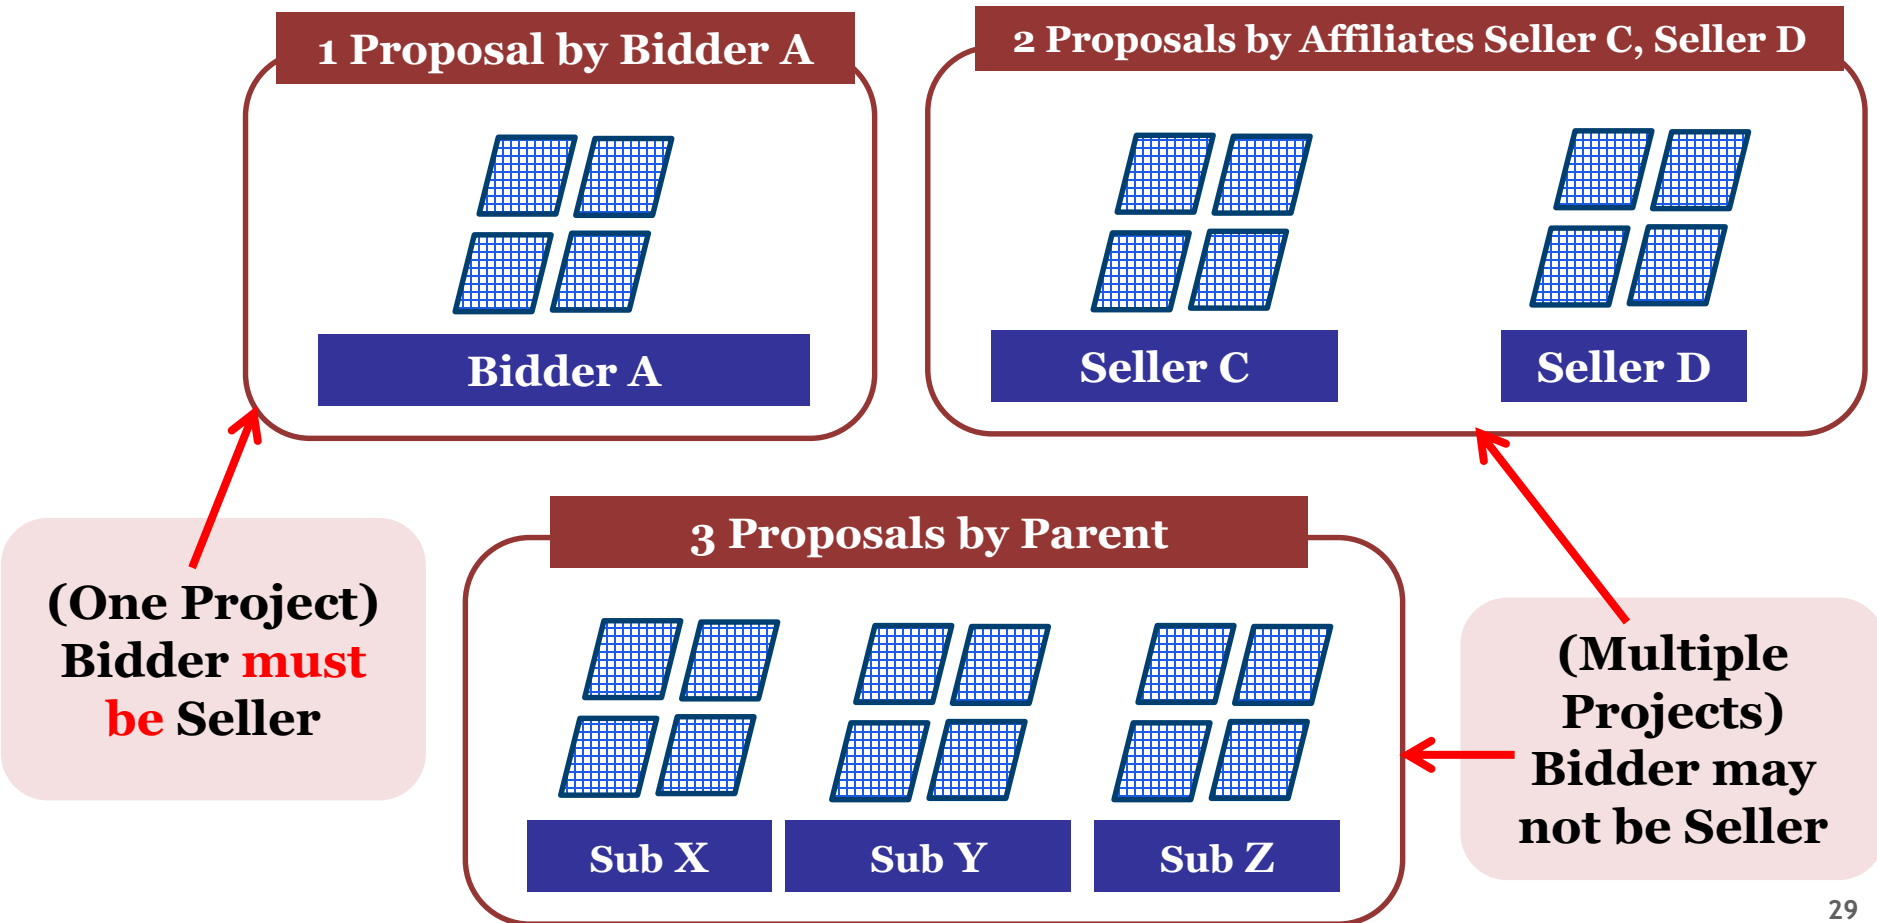 1 Proposal by Bidder A
2 Proposals by Affiliates Seller C, Seller D
Bidder A
Seller C
Seller D
3 Proposals by Parent
(One Project)
Bidder must
be Seller
(Multiple
Projects)
Bidder may
not be Seller
Sub X
Sub Y
Sub Z
29